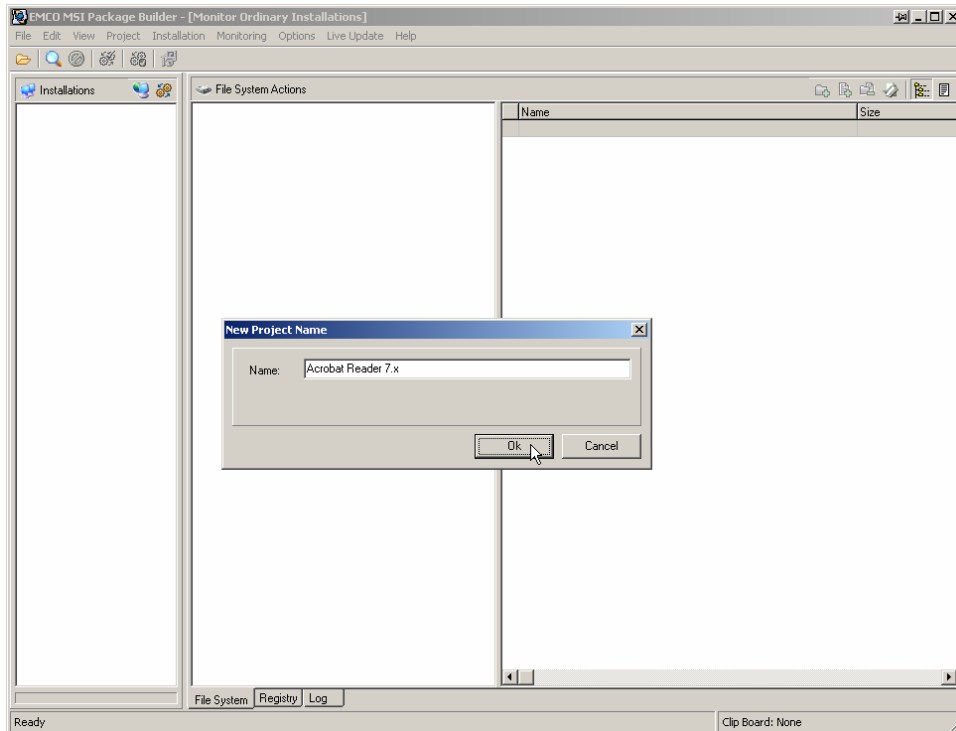 EMCO MSI Package Builder - [Monitor Ordinary Installations]
File Edit View Project Installation Monitoring Options Live Update Help
Installations
File System Actions
Name Size
New Project Name
Name: Acrobat Reader 7.x
Ok Cancel
File System Registry Log
Ready Clip Board: None